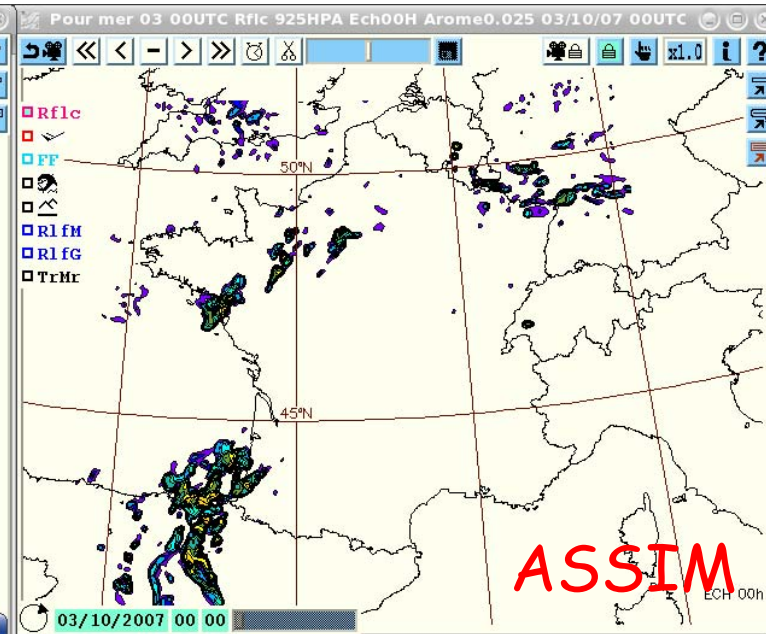 Pour mer 03 00UTC Rflc 925HPA Ech00H Arome0.025 03/10/07 00UTC
x1.0 i ?
Rflc
FF
RlfM
RlfG
TrMr
50°N
45°N
ASSIM
ECH 00h
03/10/2007 00 00